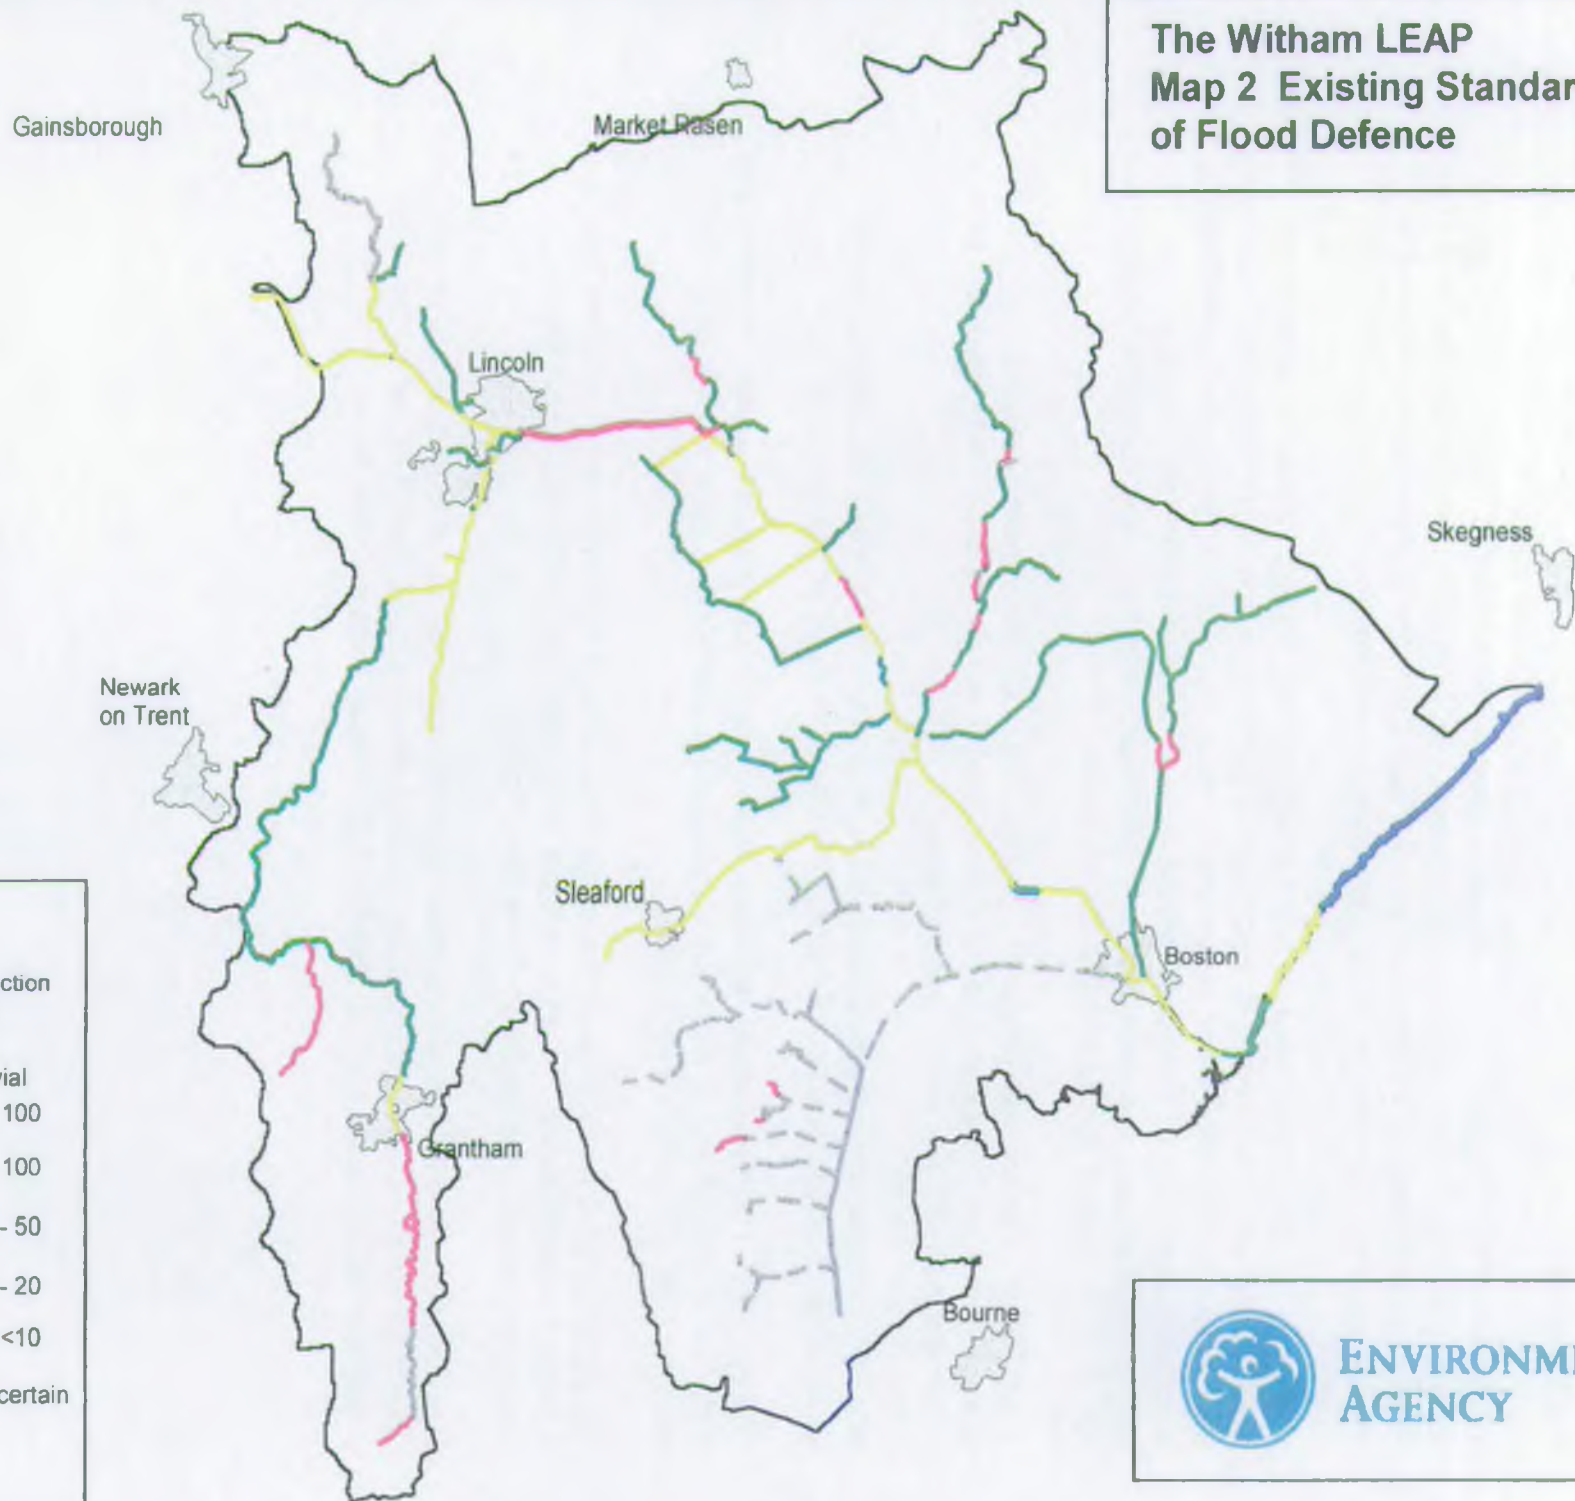 The Witham LEAP
Map 2 Existing Standar
of Flood Defence
Gainsborough
Market Rasen
Lincoln
Skegness
Newark
on Trent
Sleaford
Boston
Grantham
Bourne
ction
vial
100
100
- 50
- 20
<10
certain
ENVIRONM
AGENCY